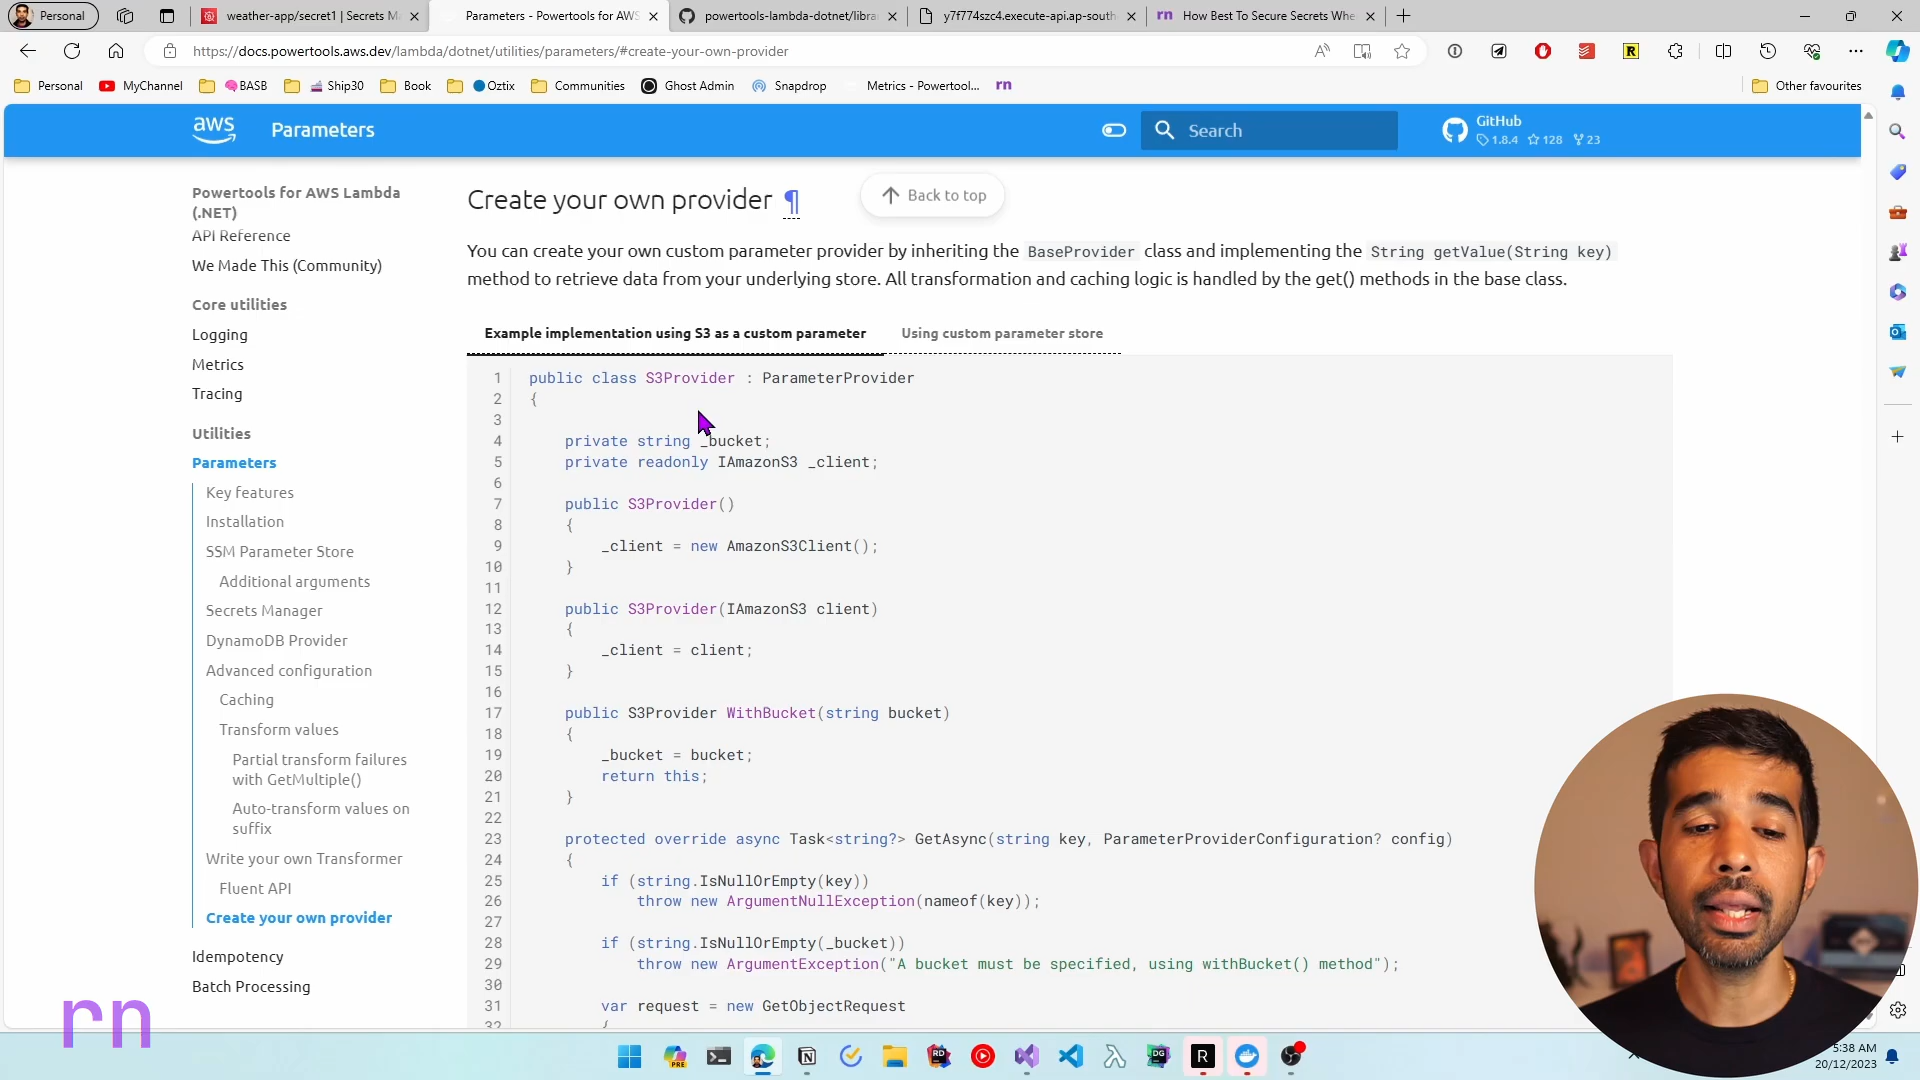 Personal
weather-app/secret1 | Secrets Ma
Parameters - Powertools for AWS
powertools-lambda-dotnet/librar
y7f774szc4.execute-api.ap-south
rn How Best To Secure Secrets Whe
https://docs.powertools.aws.dev/lambda/dotnet/utilities/parameters/#create-your-own-provider
Personal MyChannel BASB Ship30 Book Oztix Communities Ghost Admin Snapdrop Metrics - Powertool... rn Other favourites
aws Parameters Search
GitHub
1.8.4 128 23
Powertools for AWS Lambda
(.NET)
API Reference
We Made This (Community)
Core utilities
Logging
Metrics
Tracing
Utilities
Parameters
Key features
Installation
SSM Parameter Store
Additional arguments
Secrets Manager
DynamoDB Provider
Advanced configuration
Caching
Transform values
Partial transform failures
with GetMultiple()
Auto-transform values on
suffix
Write your own Transformer
Fluent API
Create your own provider
Idempotency
Batch Processing
Create your own provider ¶
Back to top
You can create your own custom parameter provider by inheriting the BaseProvider class and implementing the String getValue(String key)
method to retrieve data from your underlying store. All transformation and caching logic is handled by the get() methods in the base class.
Example implementation using S3 as a custom parameter Using custom parameter store
1 public class S3Provider : ParameterProvider
2 {
3
4 private string _bucket;
5 private readonly IAmazonS3 _client;
6
7 public S3Provider()
8 {
9 _client = new AmazonS3Client();
10 }
11
12 public S3Provider(IAmazonS3 client)
13 {
14 _client = client;
15 }
16
17 public S3Provider WithBucket(string bucket)
18 {
19 _bucket = bucket;
20 return this;
21 }
22
23 protected override async Task<string?> GetAsync(string key, ParameterProviderConfiguration? config)
24 {
25 if (string.IsNullOrEmpty(key))
26 throw new ArgumentNullException(nameof(key));
27
28 if (string.IsNullOrEmpty(_bucket))
29 throw new ArgumentException("A bucket must be specified, using withBucket() method");
30
31 var request = new GetObjectRequest
32 {
rn
PRE
RD
DG
R
5:38 AM
20/12/2023